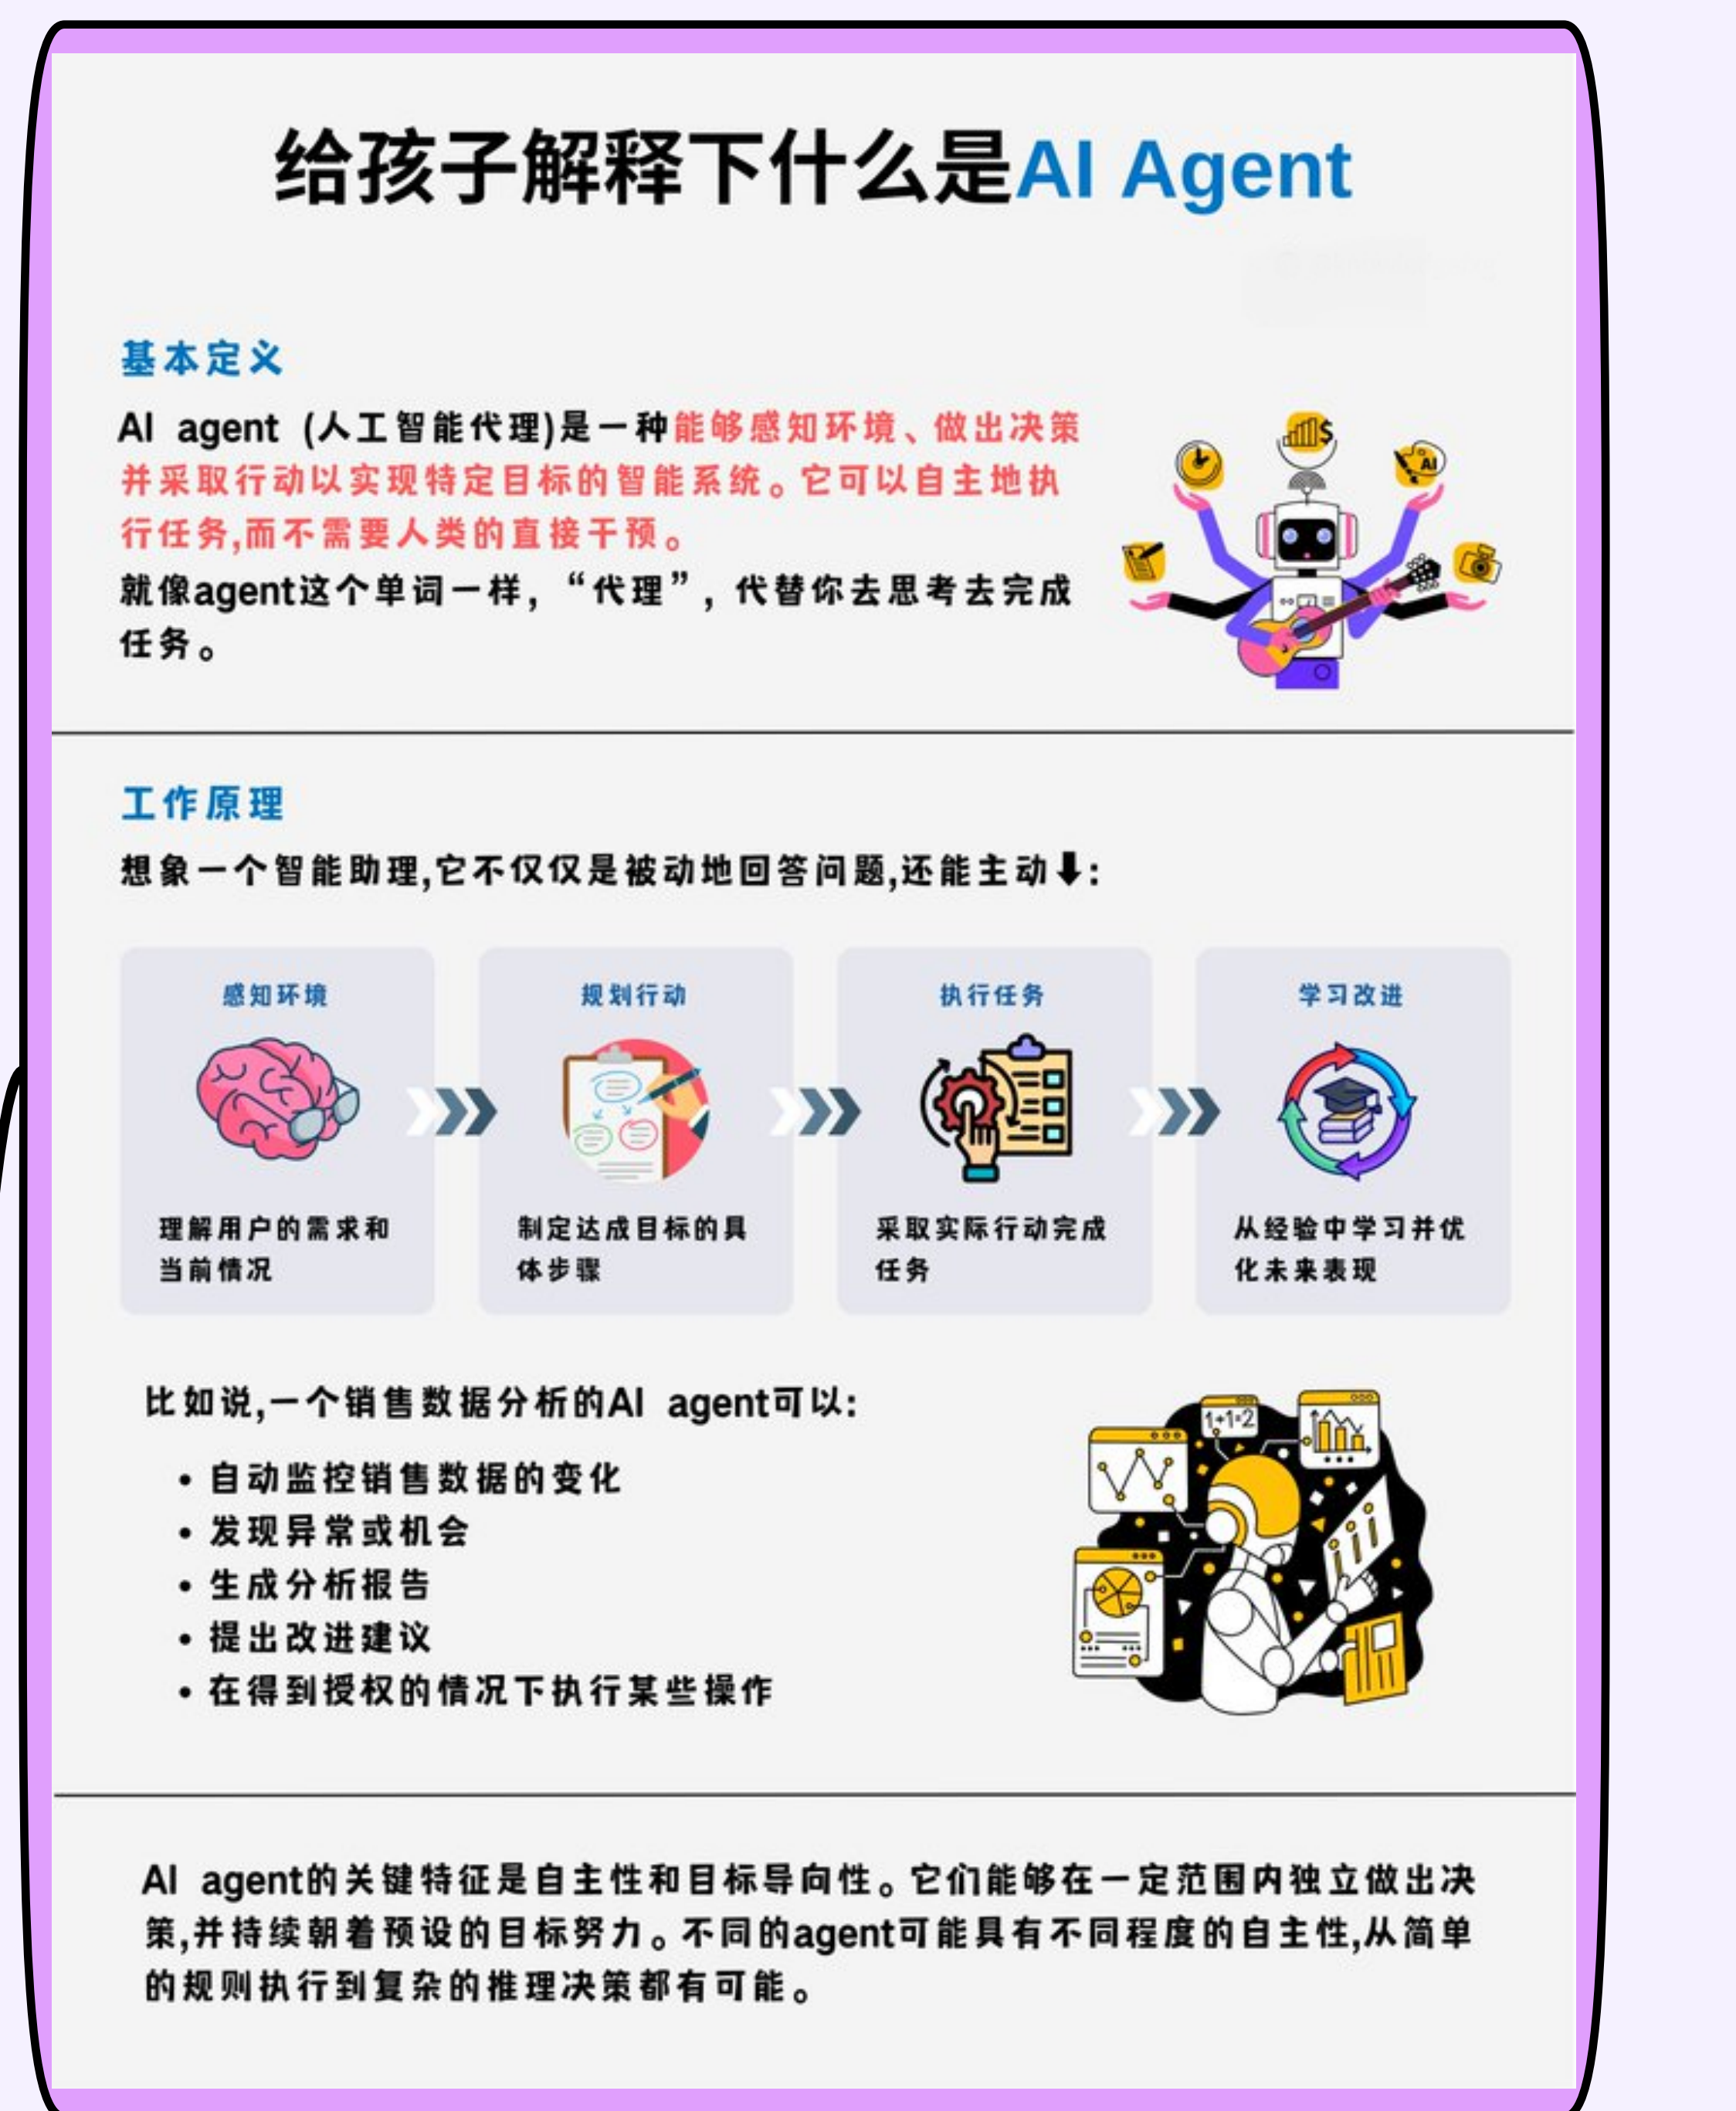 给孩子解释下什么是AI Agent
基本定义
AI agent (人工智能代理)是一种能够感知环境、做出决策
并采取行动以实现特定目标的智能系统。它可以自主地执
行任务,而不需要人类的直接干预。
就像agent这个单词一样，“代理”，代替你去思考去完成
任务。
$
AI
工作原理
想象一个智能助理,它不仅仅是被动地回答问题,还能主动⬇:
感知环境
理解用户的需求和
当前情况
规划行动
制定达成目标的具
体步骤
执行任务
采取实际行动完成
任务
学习改进
从经验中学习并优
化未来表现
比如说,一个销售数据分析的AI agent可以:
• 自动监控销售数据的变化
• 发现异常或机会
• 生成分析报告
• 提出改进建议
• 在得到授权的情况下执行某些操作
1+1=2
AI agent的关键特征是自主性和目标导向性。它们能够在一定范围内独立做出决
策,并持续朝着预设的目标努力。不同的agent可能具有不同程度的自主性,从简单
的规则执行到复杂的推理决策都有可能。